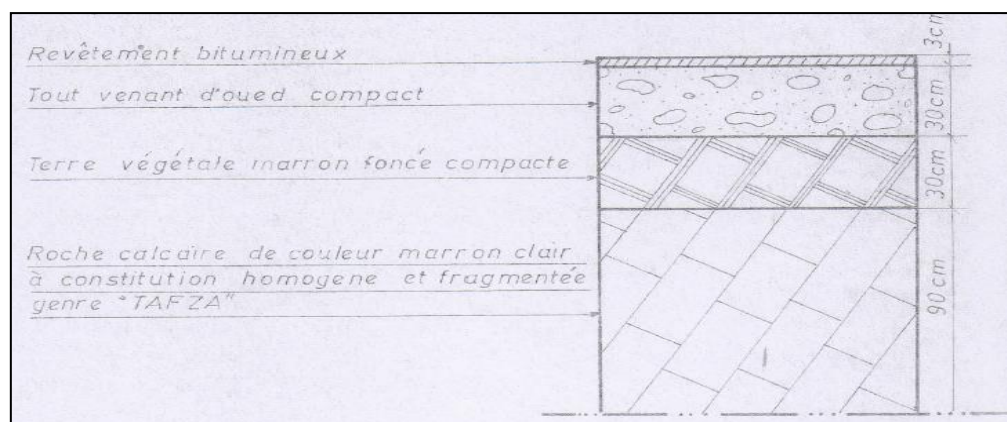 Revêtement bitumineux
Tout venant d'oued compact
Terre végétale marron foncé compacte
Roche calcaire de couleur marron clair
à constitution homogene et fragmentée
genre "TAFZA"
3cm
30cm
30cm
90cm